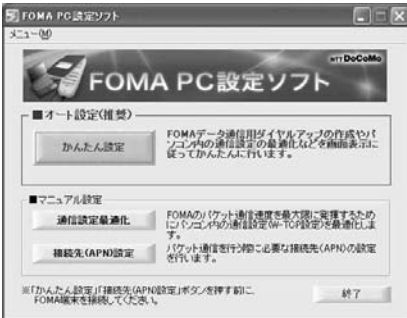 FOMA PC設定ソフト
メニュー(M)
NTT DoCoMo
FOMA PC設定ソフト
■オート設定(推奨)
かんたん設定
FOMAデータ通信用ダイヤルアップの作成やパ
ソコン内の通信設定の最適化などを画面表示に
従ってかんたんに行います。
■マニュアル設定
通信設定最適化
FOMAのパケット通信速度を最大限に発揮するため
にパソコン内の通信設定(W-TCP設定)を最適化しま
す。
接続先(APN)設定
パケット通信を行う際に必要な接続先(APN)の設定
を行います。
※「かんたん設定」「接続先(APN)設定」ボタンを押す前に、
FOMA端末を接続してください。
終了